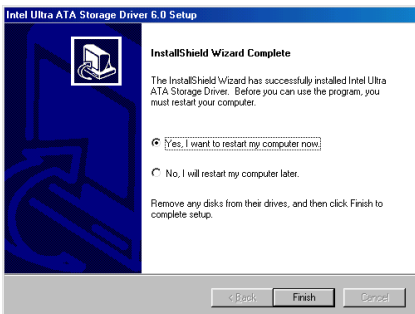 Intel Ultra ATA Storage Driver 6.0 Setup
InstallShield Wizard Complete
The InstallShield Wizard has successfully installed Intel Ultra
ATA Storage Driver. Before you can use the program, you
must restart your computer.
Yes, I want to restart my computer now.
No, I will restart my computer later.
Remove any disks from their drives, and then click Finish to
complete setup.
< Back Finish Cancel